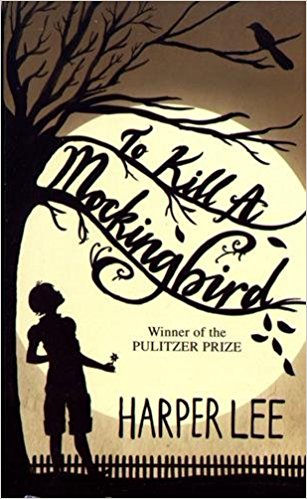 To Kill A
Mockingbird
Winner of the
PULITZER PRIZE
HARPER LEE